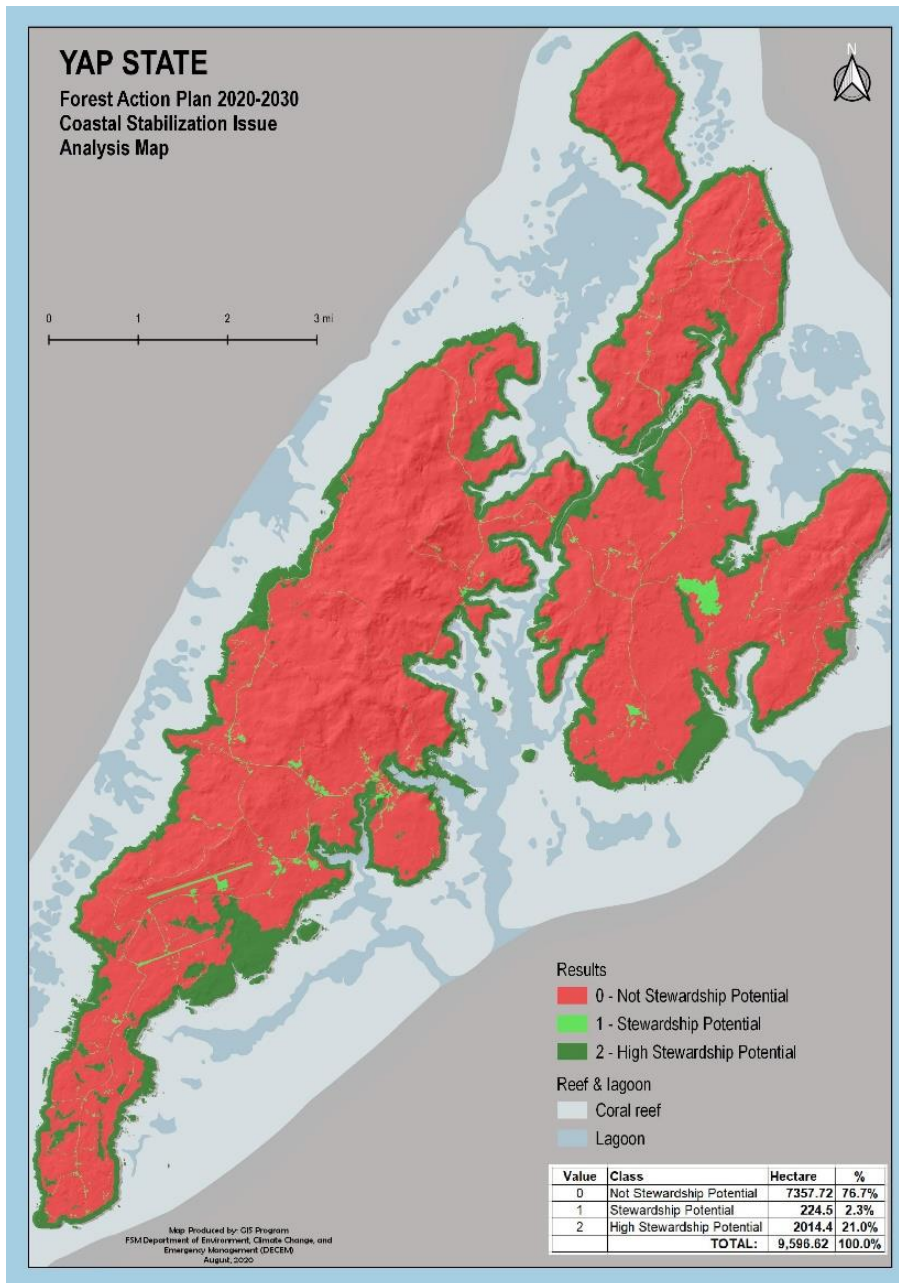 YAP STATE
Forest Action Plan 2020-2030
Coastal Stabilization Issue
Analysis Map
N
0 1 2 3 mi
Results
0 - Not Stewardship Potential
1 - Stewardship Potential
2 - High Stewardship Potential
Reef & lagoon
Coral reef
Lagoon
Value Class Hectare %
0 Not Stewardship Potential 7357.72 76.7%
1 Stewardship Potential 224.5 2.3%
2 High Stewardship Potential 2014.4 21.0%
TOTAL: 9,596.62 100.0%
Map Produced by: GIS Program
FSM Department of Environment, Climate Change, and
Emergency Management (DECEM)
August, 2020